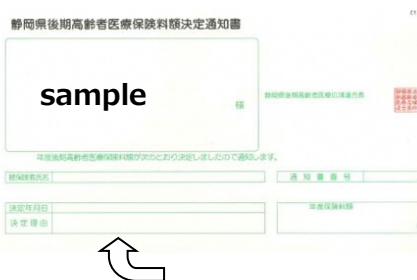 静岡県後期高齢者医療保険料額決定通知書
sample
様
静岡県後期高齢者医療広域連合長
年度後期高齢者医療保険料額が次のとおり決定しましたので通知します。
被保険者氏名
通知書番号
決定年月日
決定理由
年度保険料額